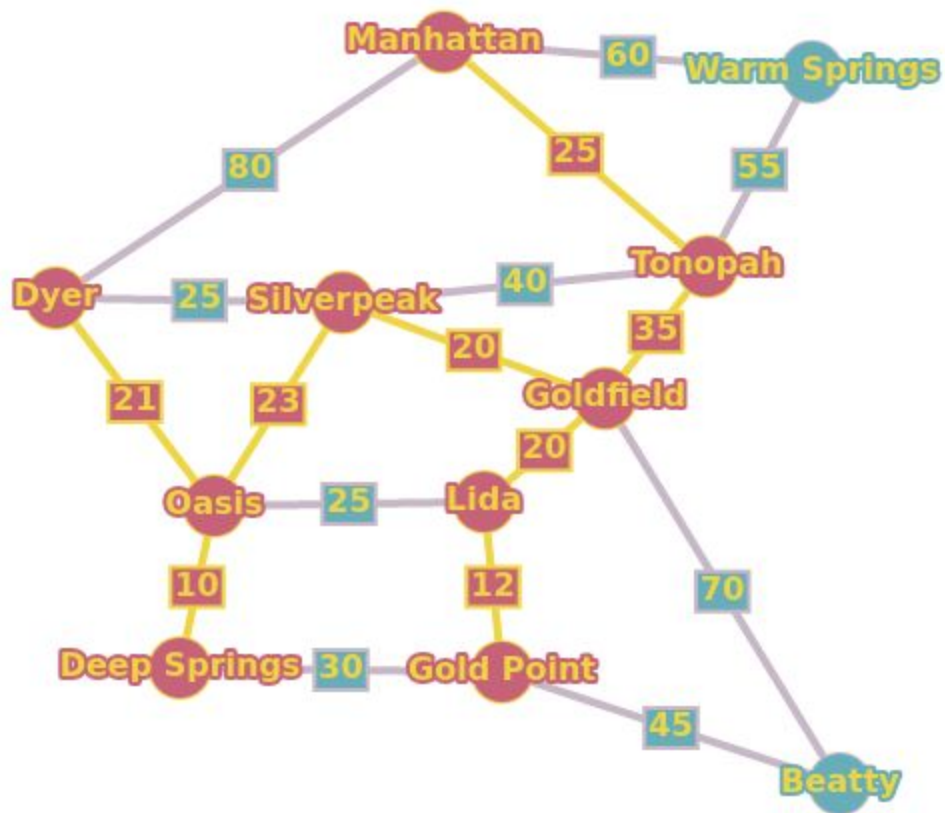 Manhattan
60
Warm Springs
25
80
55
Tonopah
Dyer
25
Silverpeak
40
35
20
21
23
Goldfield
20
Oasis
25
Lida
10
12
70
Deep Springs
30
Gold Point
45
Beatty